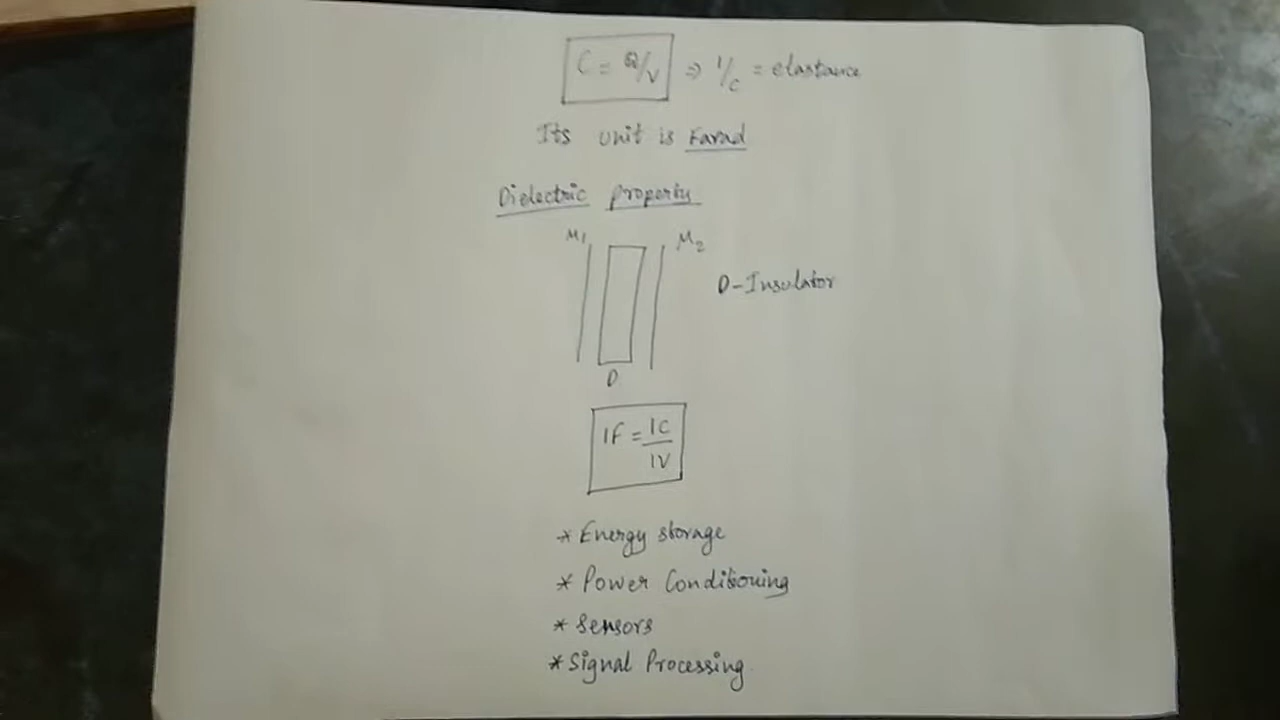 C = Q/V ⇒ 1/C = elastance
Its unit is Farad
Dielectric property
M1 M2
D-Insulator
D
1F = 1C/1V
* Energy storage
* Power Conditioning
* Sensors
* Signal Processing